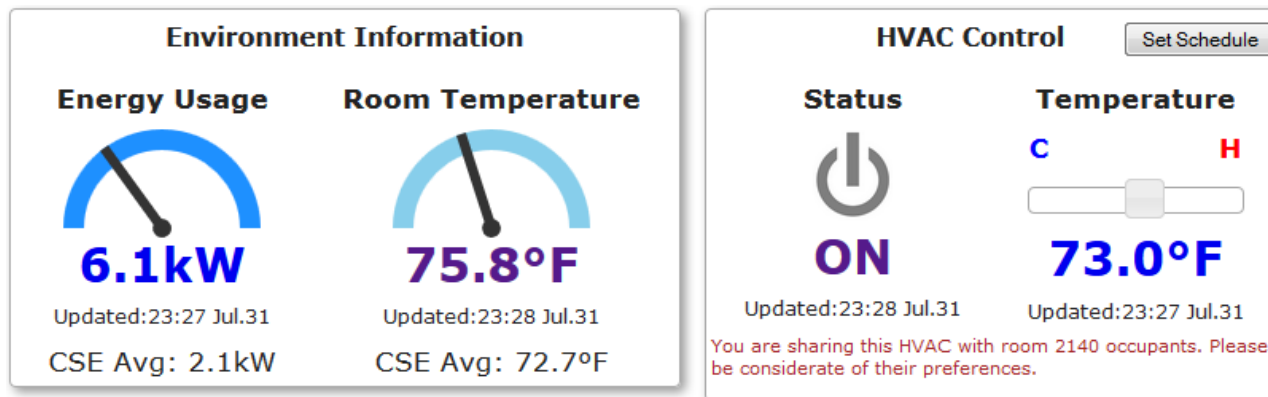 Environment Information
Energy Usage
Room Temperature
6.1kW
75.8°F
Updated:23:27 Jul.31
Updated:23:28 Jul.31
CSE Avg: 2.1kW
CSE Avg: 72.7°F
HVAC Control
Set Schedule
Status
Temperature
C
H
ON
73.0°F
Updated:23:28 Jul.31
Updated:23:27 Jul.31
You are sharing this HVAC with room 2140 occupants. Please
be considerate of their preferences.